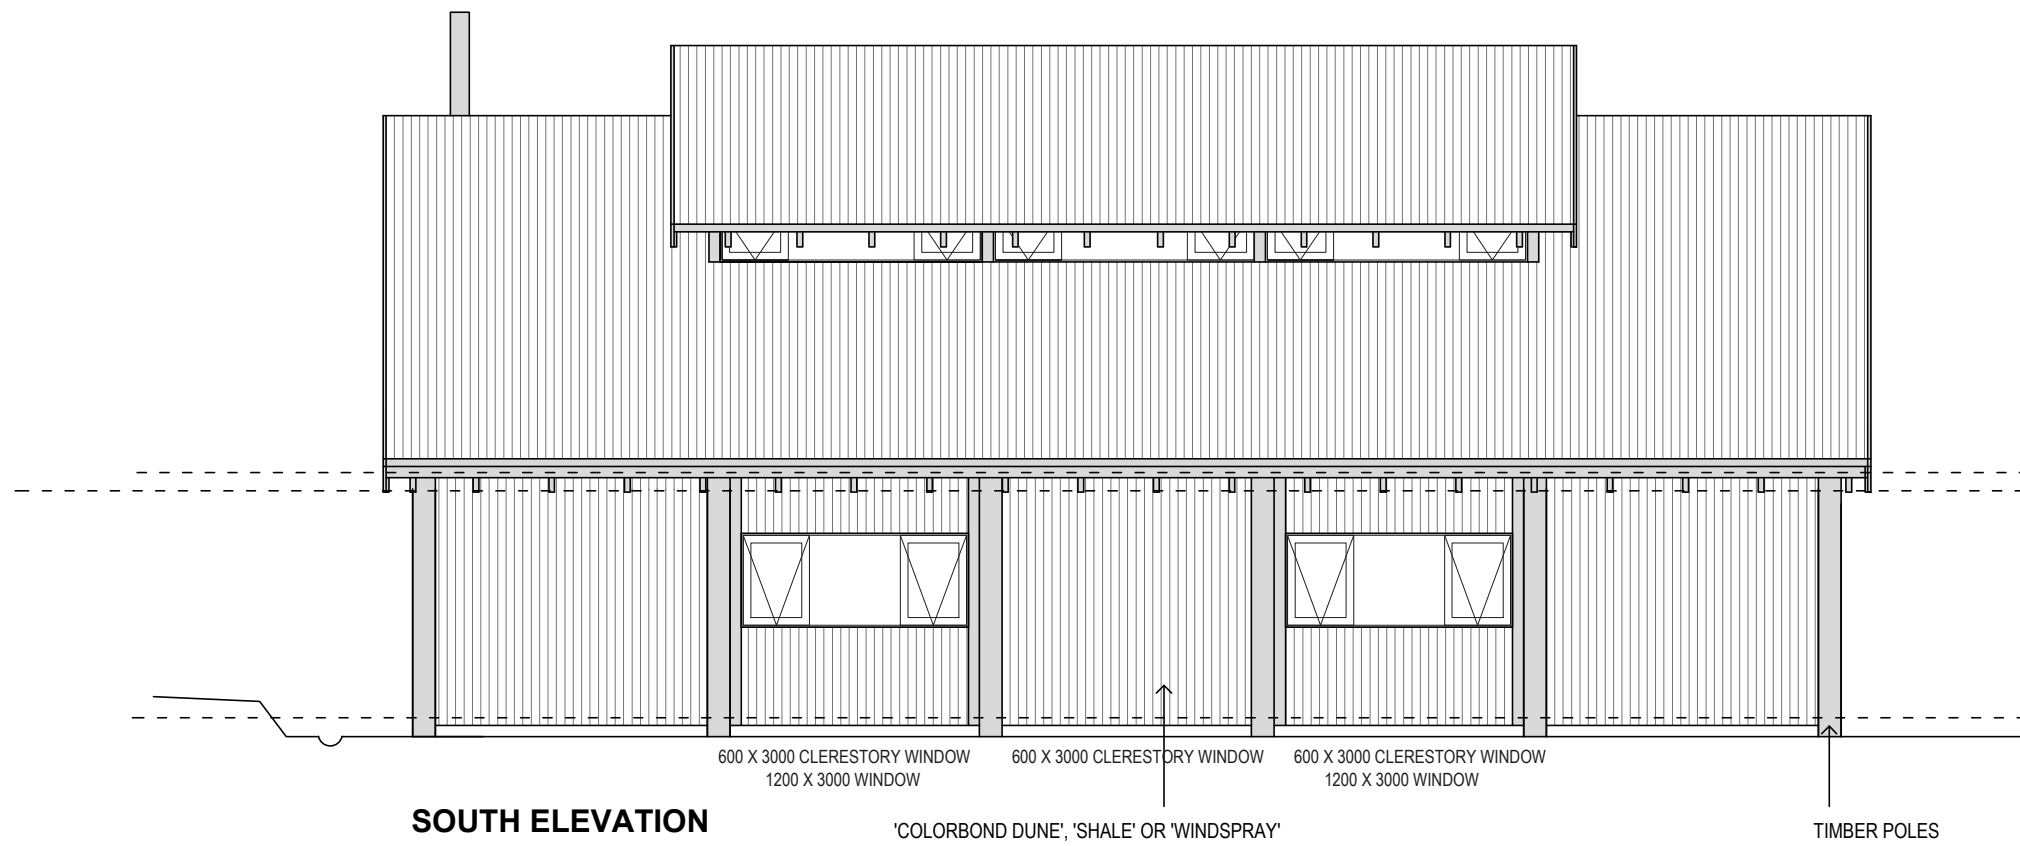 600 X 3000 CLERESTORY WINDOW
1200 X 3000 WINDOW
600 X 3000 CLERESTORY WINDOW
600 X 3000 CLERESTORY WINDOW
1200 X 3000 WINDOW
SOUTH ELEVATION
'COLORBOND DUNE', 'SHALE' OR 'WINDSPRAY'
TIMBER POLES